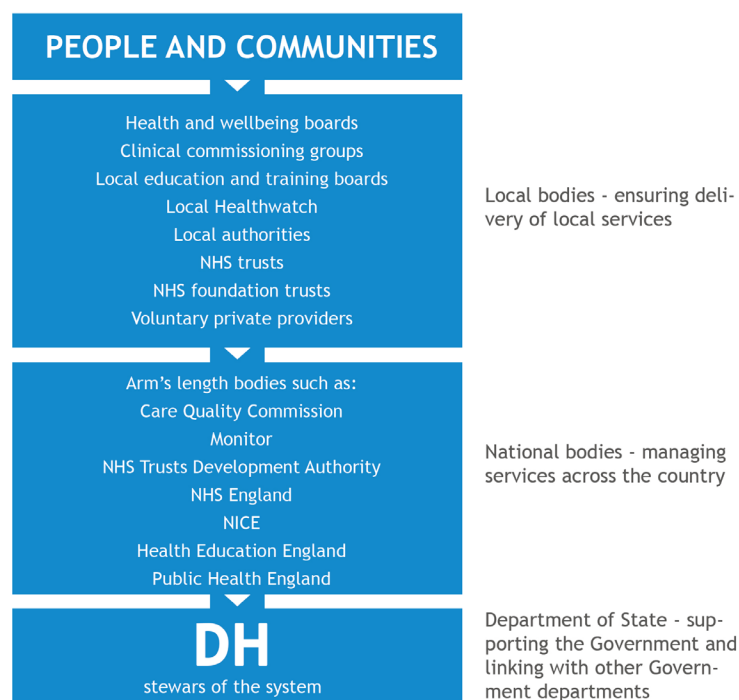 PEOPLE AND COMMUNITIES
Health and wellbeing boards
Clinical commissioning groups
Local education and training boards
Local Healthwatch
Local authorities
NHS trusts
NHS foundation trusts
Voluntary private providers
Local bodies - ensuring deli-
very of local services
Arm's length bodies such as:
Care Quality Commission
Monitor
NHS Trusts Development Authority
NHS England
NICE
Health Education England
Public Health England
National bodies - managing
services across the country
DH
stewars of the system
Department of State - sup-
porting the Government and
linking with other Govern-
ment departments